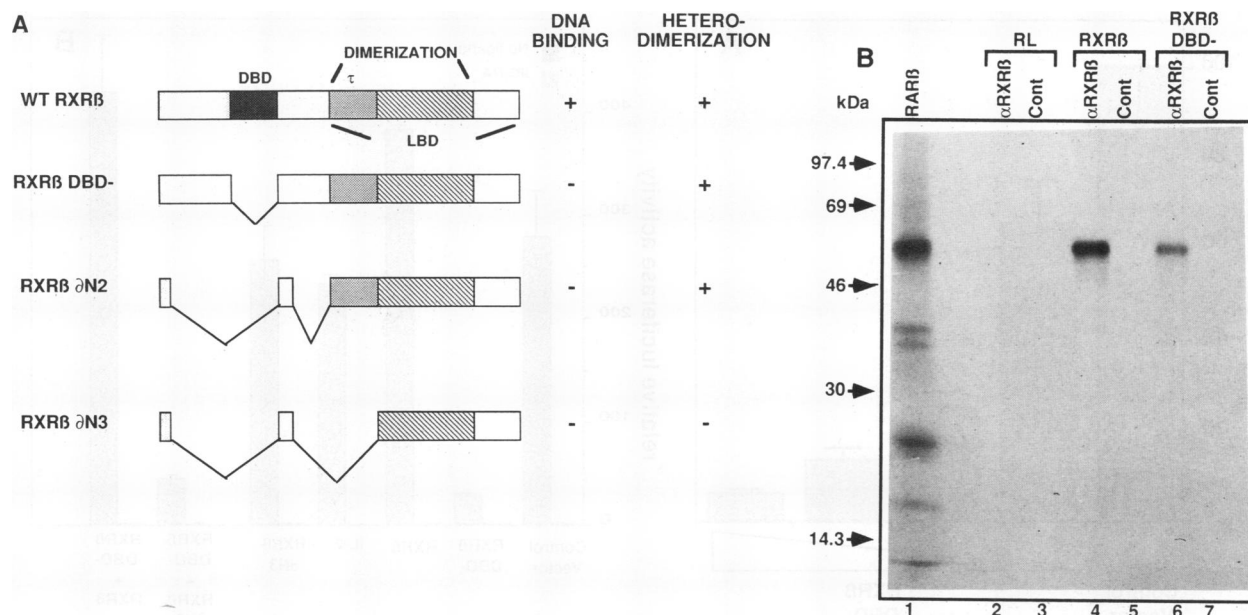 A
DNA
BINDING
HETERO-
DIMERIZATION
DIMERIZATION
DBD
τ
WT RXRß
+
+
LBD
RXRß DBD-
-
+
RXRß ∂N2
-
+
RXRß ∂N3
-
-
B
kDa
RARß
RL
αRXRß
Cont
RXRß
αRXRß
Cont
RXRß
DBD-
αRXRß
Cont
97.4
69
46
30
14.3
1 2 3 4 5 6 7